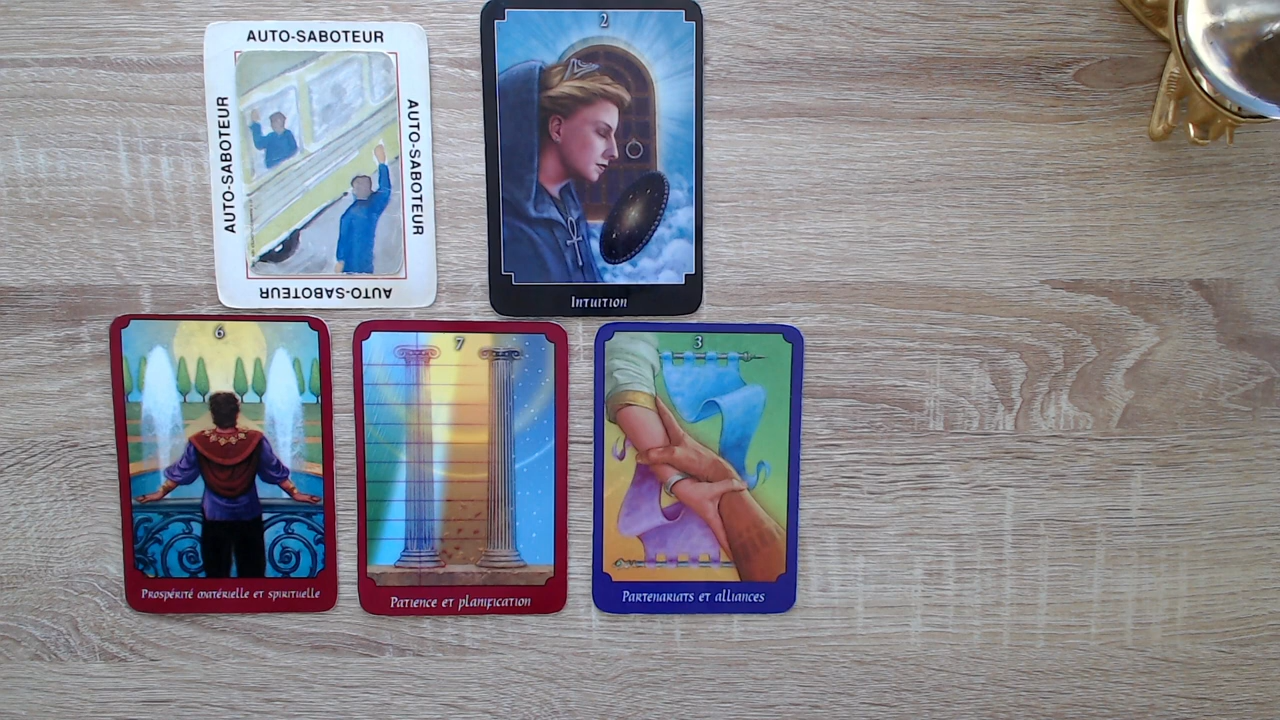 AUTO-SABOTEUR
AUTO-SABOTEUR
AUTO-SABOTEUR
AUTO-SABOTEUR
2
Intuition
6
Prospérité matérielle et spirituelle
7
Patience et planification
3
Partenariats et alliances